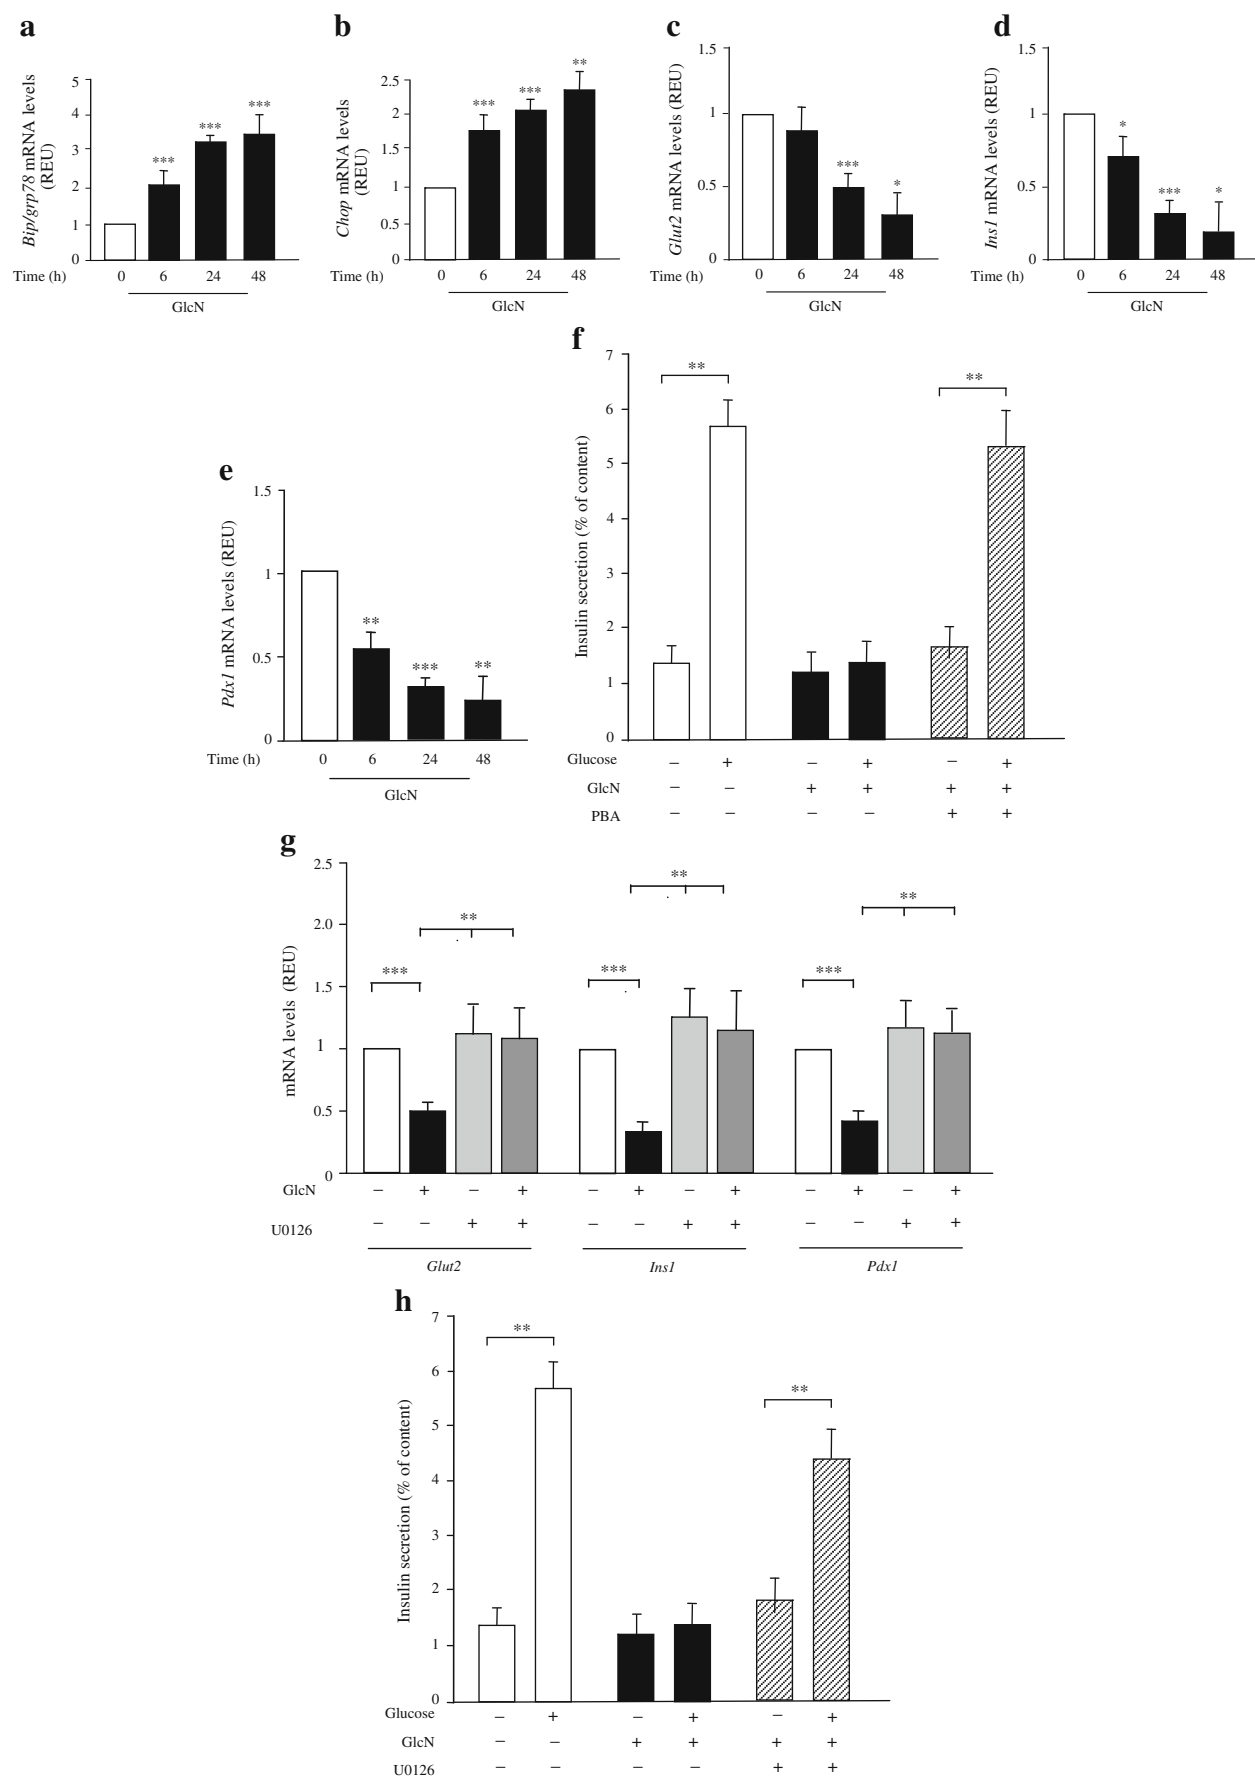 a
Bip/grp78 mRNA levels
(REU)
5
4
3
2
1
0
***
***
***
Time (h)
0 6 24 48
GlcN
b
Chop mRNA levels
(REU)
2.5
2
1.5
1
0.5
0
***
***
**
Time (h)
0 6 24 48
GlcN
c
Glut2 mRNA levels (REU)
1.5
1
0.5
0
***
*
Time (h)
0 6 24 48
GlcN
d
Ins1 mRNA levels (REU)
1.5
1
0.5
0
*
***
*
Time (h)
0 6 24 48
GlcN
e
Pdx1 mRNA levels (REU)
1.5
1
0.5
0
**
***
**
Time (h)
0 6 24 48
GlcN
f
Insulin secretion (% of content)
7
6
5
4
3
2
1
0
**
**
Glucose – + – + – +
GlcN – – + + + +
PBA – – – – + +
g
mRNA levels (REU)
2.5
2.0
1.5
1
0.5
0
***
**
***
**
***
**
GlcN – + – + – + – + – + – +
U0126 – – + + – – + + – – + +
Glut2 Ins1 Pdx1
h
Insulin secretion (% of content)
7
6
5
4
3
2
1
0
**
**
Glucose – + – + – +
GlcN – – + + + +
U0126 – – – – + +